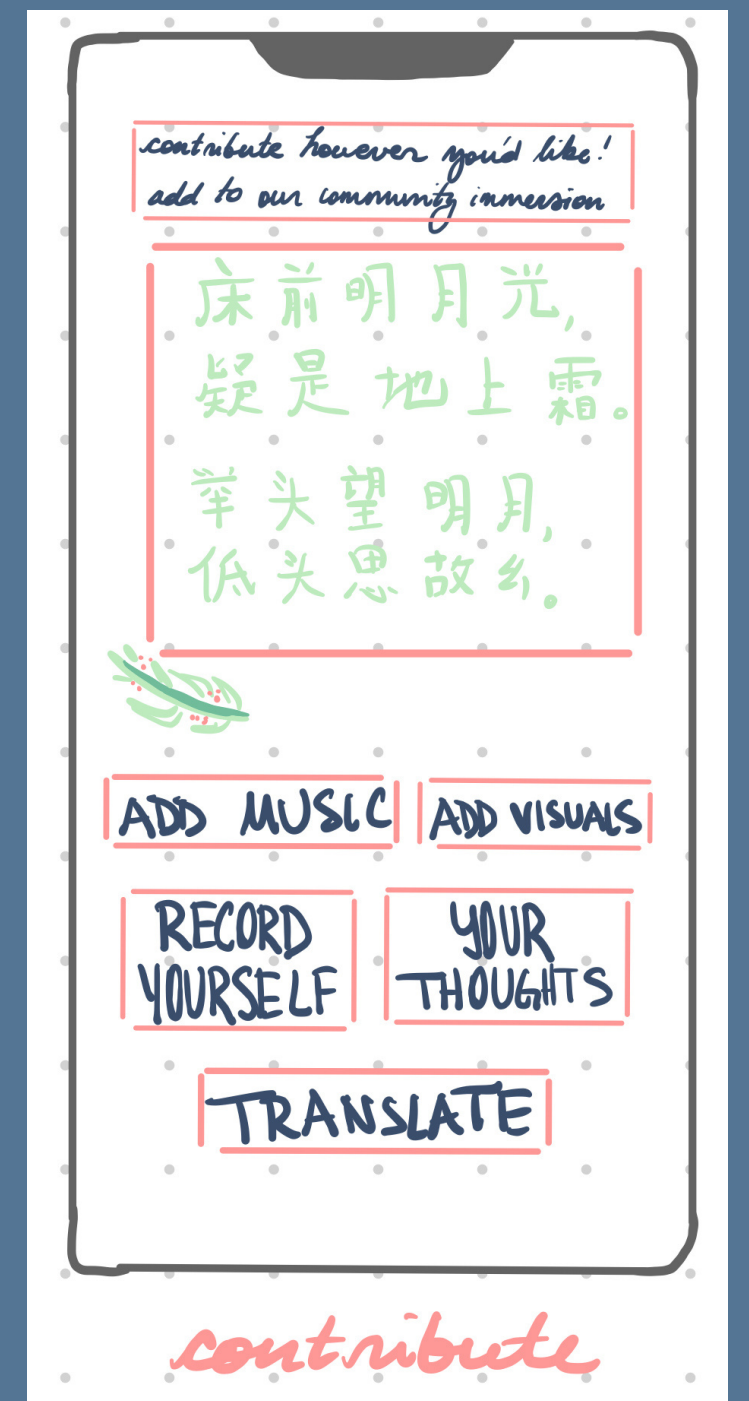 contribute however you'd like!
add to our community immersion
床前明月光,
疑是地上霜。
举头望明月,
低头思故乡。
ADD MUSIC
ADD VISUALS
RECORD
YOURSELF
YOUR
THOUGHTS
TRANSLATE
contribute